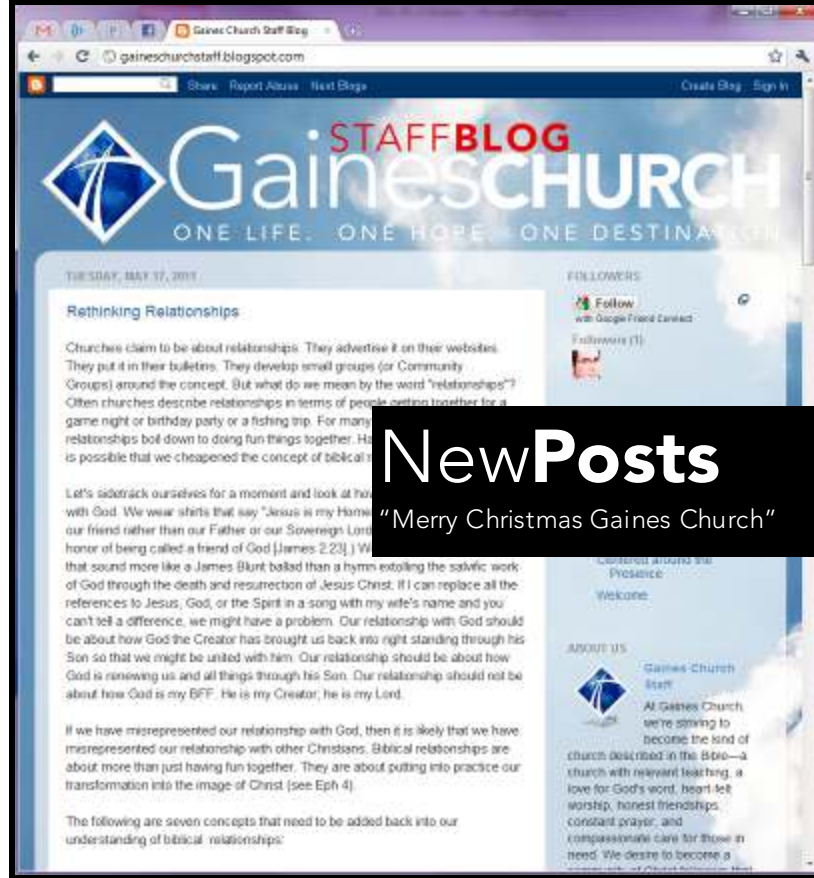 Gaines Church Staff Blog
gaineschurchstaff.blogspot.com
Share Report Abuse Next Blog»
Create Blog Sign In
STAFFBLOG
GainesCHURCH
ONE LIFE. ONE HOPE. ONE DESTINATION
TUESDAY, MAY 17, 2011
Rethinking Relationships
Churches claim to be about relationships. They advertise it on their websites.
They put it in their bulletins. They develop small groups (or Community
Groups) around the concept. But what do we mean by the word "relationships"?
Often churches describe relationships in terms of people getting together for a
game night or birthday party or a fishing trip. For many
relationships boil down to doing fun things together. Ha
is possible that we cheapened the concept of biblical r
Let's sidetrack ourselves for a moment and look at how
with God. We wear shirts that say "Jesus is my Home
our friend rather than our Father or our Sovereign Lord
honor of being called a friend of God [James 2:23].) W
that sound more like a James Blunt ballad than a hymn extolling the salvific work
of God through the death and resurrection of Jesus Christ. If I can replace all the
references to Jesus, God, or the Spirit in a song with my wife's name and you
can't tell a difference, we might have a problem. Our relationship with God should
be about how God the Creator has brought us back into right standing through his
Son so that we might be united with him. Our relationship should be about how
God is renewing us and all things through his Son. Our relationship should not be
about how God is my BFF. He is my Creator; he is my Lord.
If we have misrepresented our relationship with God, then it is likely that we have
misrepresented our relationship with other Christians. Biblical relationships are
about more than just having fun together. They are about putting into practice our
transformation into the image of Christ (see Eph 4).
The following are seven concepts that need to be added back into our
understanding of biblical relationships:
FOLLOWERS
Follow
with Google Friend Connect
Followers (1)
NewPosts
"Merry Christmas Gaines Church"
Centered around the
Presence
Welcome
ABOUT US
Gaines Church
Staff
At Gaines Church,
we're striving to
become the kind of
church described in the Bible—a
church with relevant teaching, a
love for God's word, heart-felt
worship, honest friendships,
constant prayer, and
compassionate care for those in
need. We desire to become a
community of Christ-followers that